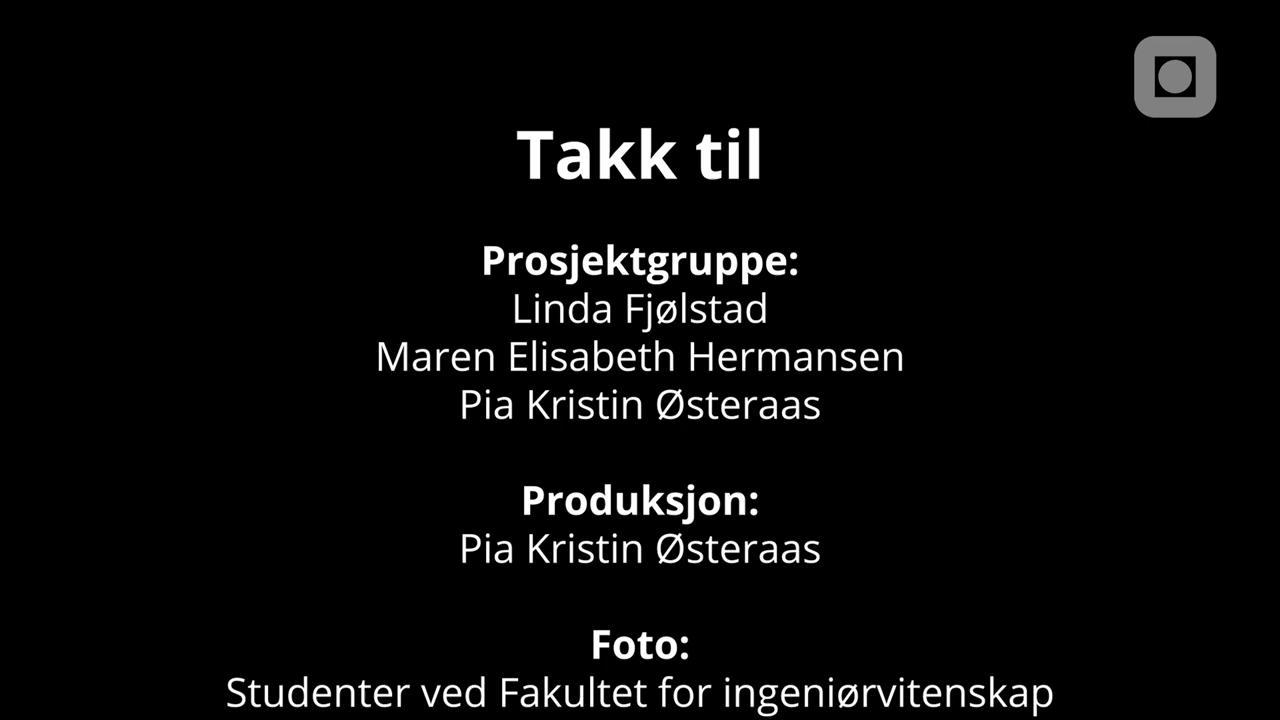 Takk til
Prosjektgruppe:
Linda Fjølstad
Maren Elisabeth Hermansen
Pia Kristin Østeraas
Produksjon:
Pia Kristin Østeraas
Foto:
Studenter ved Fakultet for ingeniørvitenskap